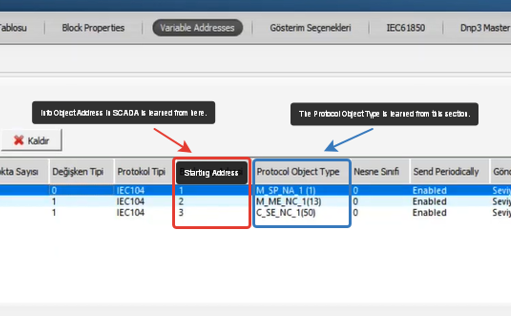 Tablosu Block Properties Variable Addresses Gösterim Seçenekleri IEC61850 Dnp3 Master
Info Object Address in SCADA is learned from here.
The Protocol Object Type is learned from this section.
Kaldır
kta Sayısı Değişken Tipi Protokol Tipi Starting Address Protocol Object Type Nesne Sınıfı Send Periodically Gönd
0 IEC104 1 M_SP_NA_1 (1) 0 Enabled Seviy
1 IEC104 2 M_ME_NC_1(13) 0 Enabled Seviy
1 IEC104 3 C_SE_NC_1(50) 0 Enabled Seviy